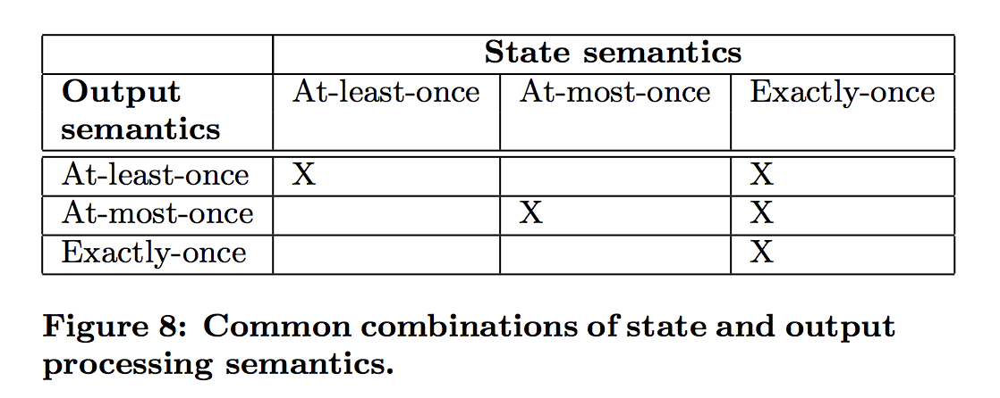 State semantics
Output semantics At-least-once At-most-once Exactly-once
At-least-once X X
At-most-once X X
Exactly-once X
Figure 8: Common combinations of state and output
processing semantics.